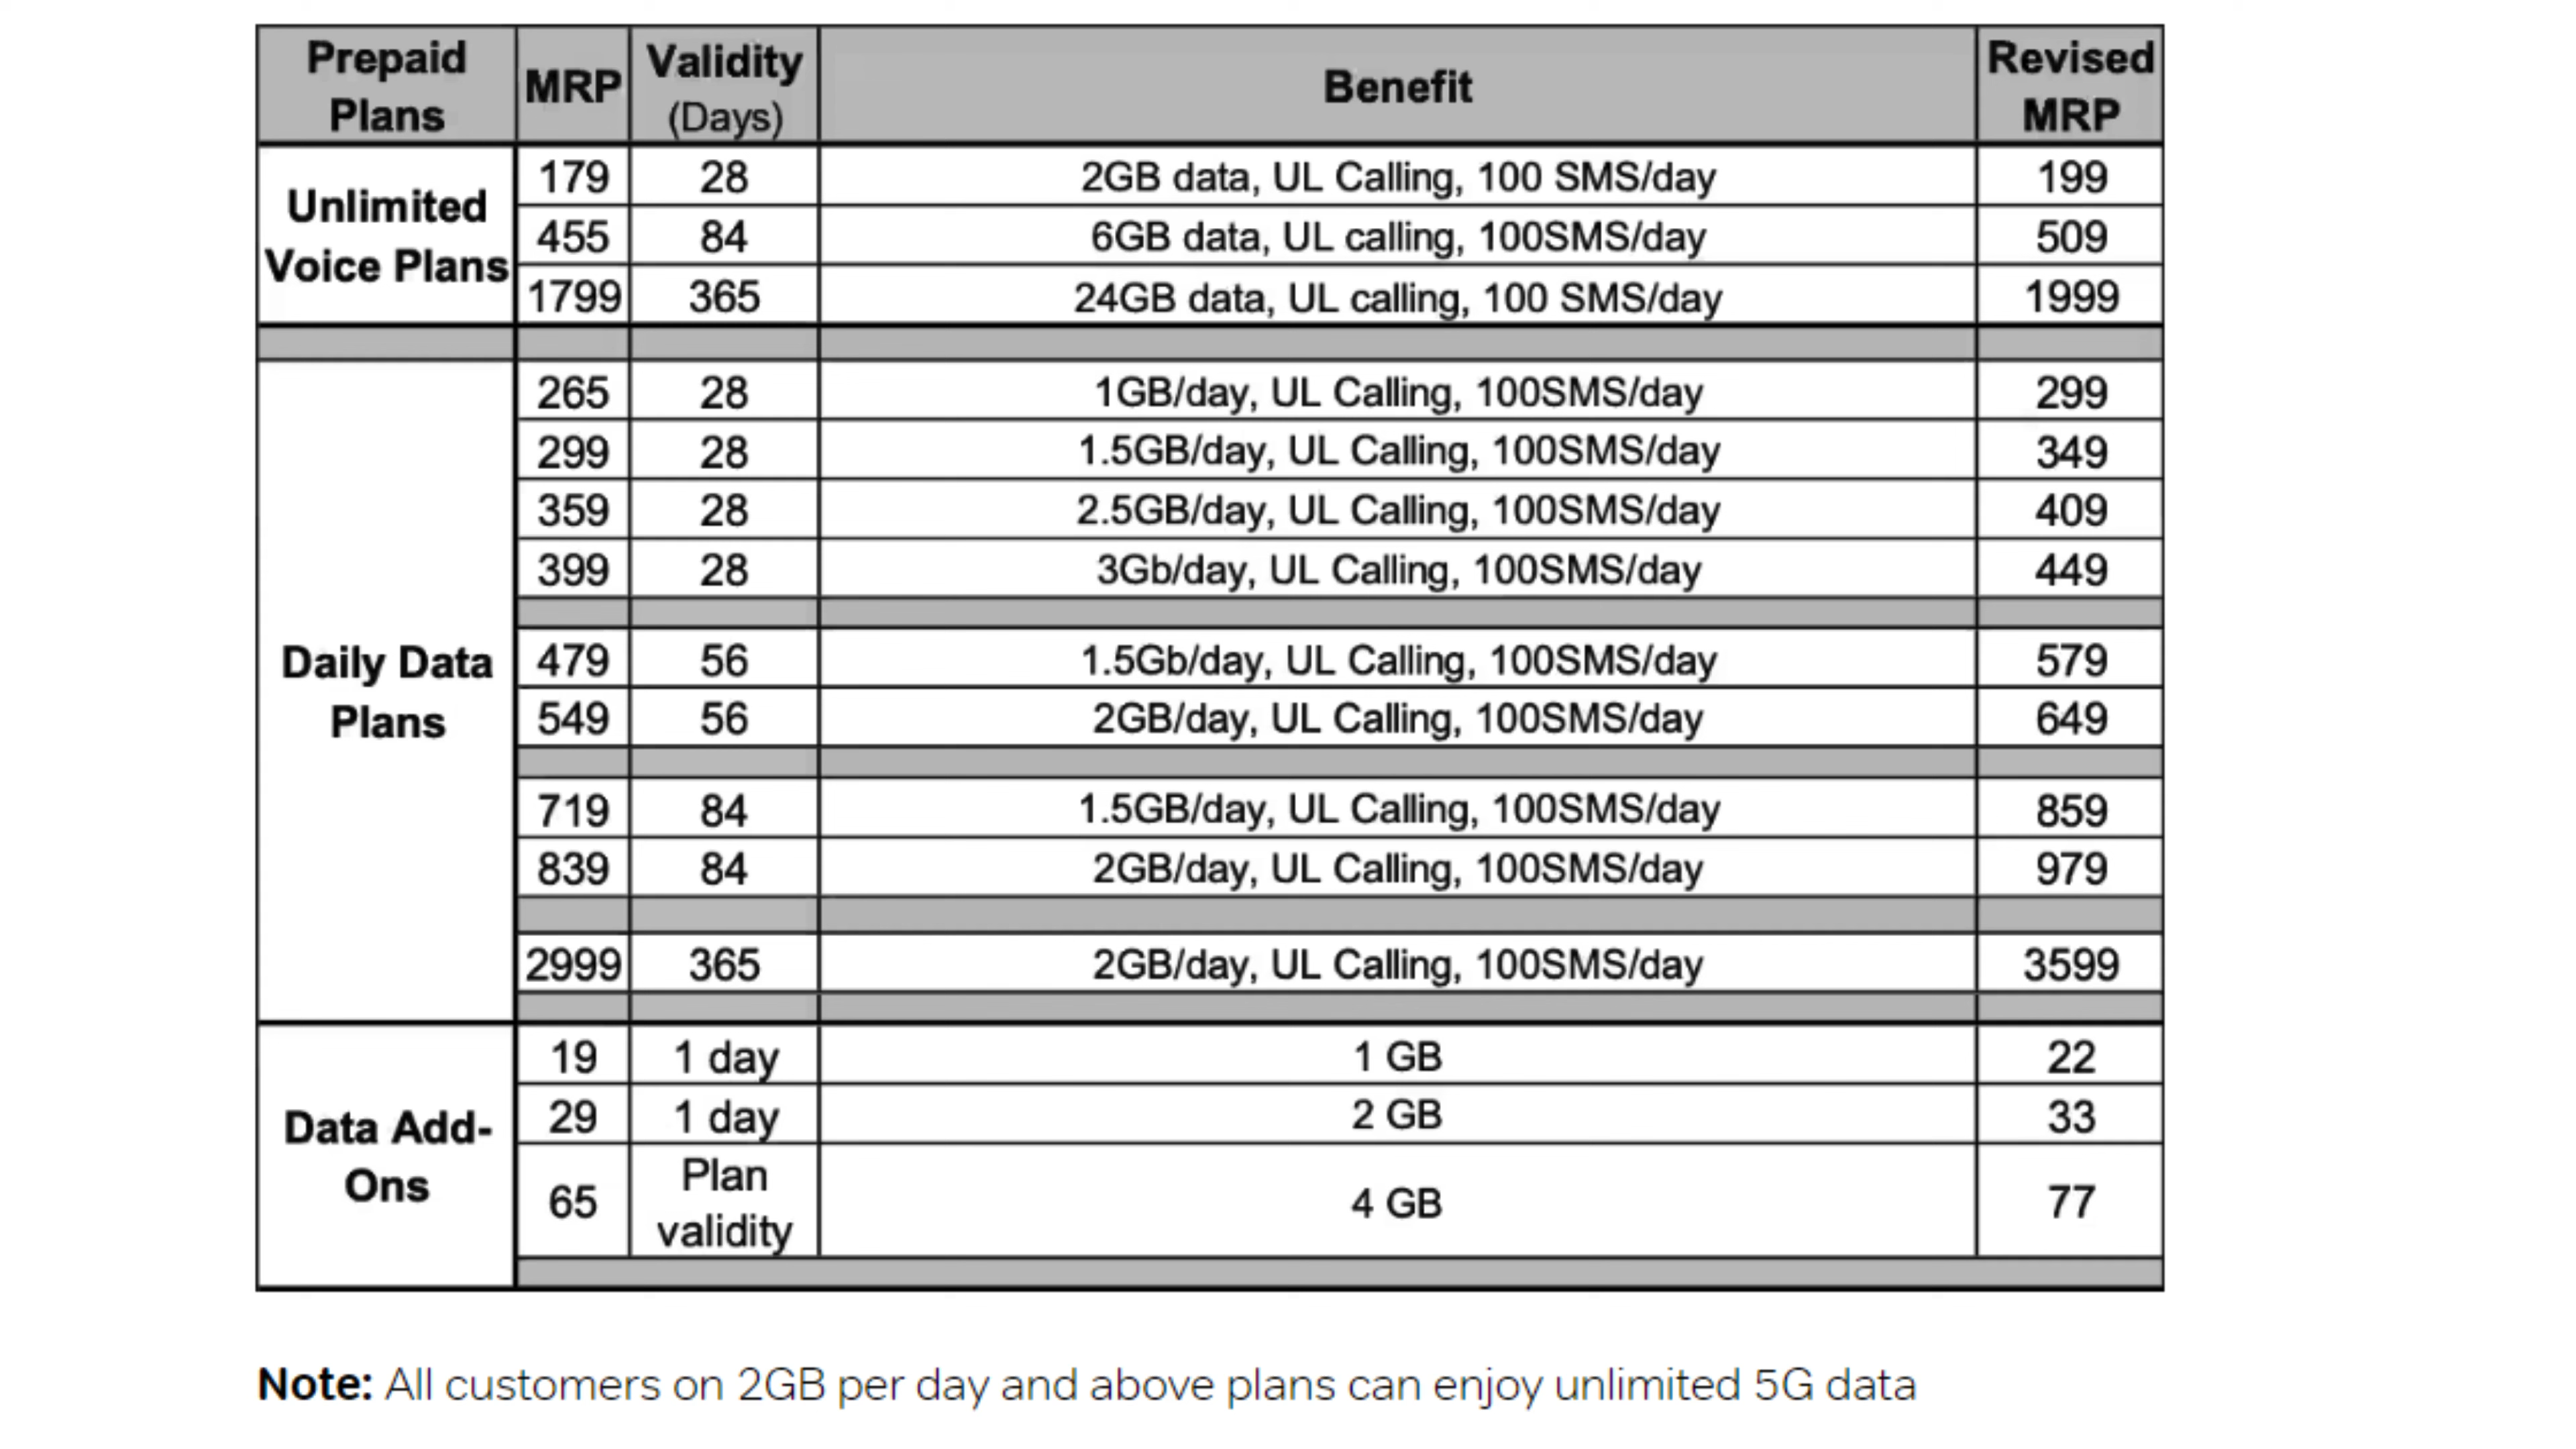 Prepaid Plans MRP Validity (Days) Benefit Revised MRP
Unlimited Voice Plans
179 28 2GB data, UL Calling, 100 SMS/day 199
455 84 6GB data, UL calling, 100SMS/day 509
1799 365 24GB data, UL calling, 100 SMS/day 1999
Daily Data Plans
265 28 1GB/day, UL Calling, 100SMS/day 299
299 28 1.5GB/day, UL Calling, 100SMS/day 349
359 28 2.5GB/day, UL Calling, 100SMS/day 409
399 28 3Gb/day, UL Calling, 100SMS/day 449
479 56 1.5Gb/day, UL Calling, 100SMS/day 579
549 56 2GB/day, UL Calling, 100SMS/day 649
719 84 1.5GB/day, UL Calling, 100SMS/day 859
839 84 2GB/day, UL Calling, 100SMS/day 979
2999 365 2GB/day, UL Calling, 100SMS/day 3599
Data Add-Ons
19 1 day 1 GB 22
29 1 day 2 GB 33
65 Plan validity 4 GB 77
Note: All customers on 2GB per day and above plans can enjoy unlimited 5G data